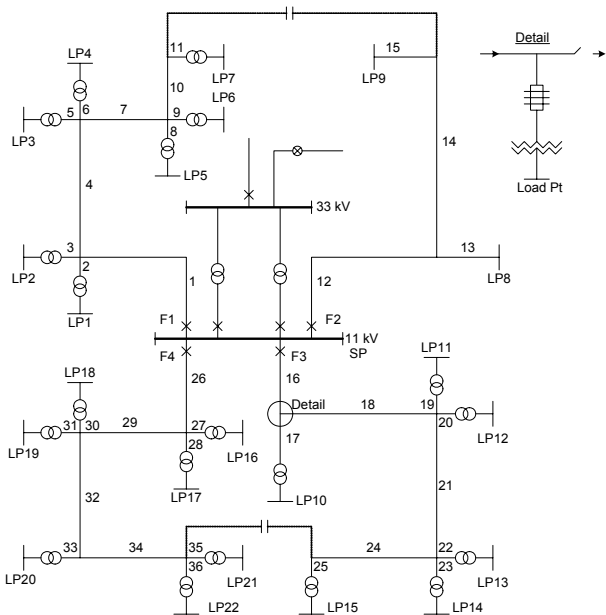 LP4
11
LP7
15
LP9
Detail
10
5
6
7
9
LP6
8
LP3
LP5
14
Load Pt
4
33 kV
3
13
LP2
2
LP8
1
12
LP1
F1
F2
11 kV
SP
F4
F3
LP11
LP18
26
16
Detail
18
19
20
LP12
31
30
29
27
28
LP16
17
LP19
LP17
LP10
32
21
33
34
35
36
24
25
22
23
LP20
LP21
LP13
LP22
LP15
LP14